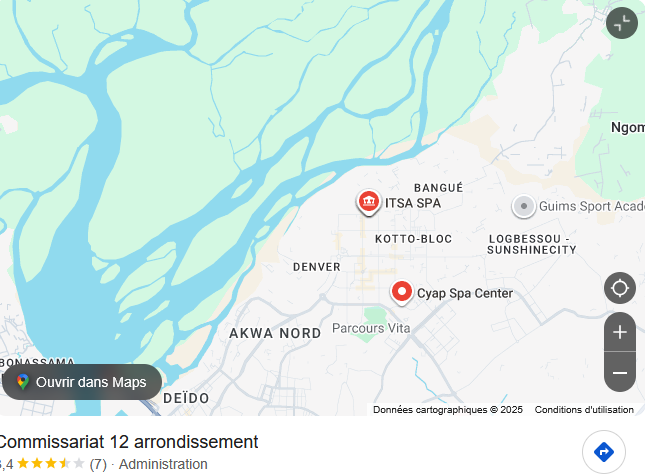 Ngom
BANGUÉ
ITSA SPA
Guims Sport Acade
KOTTO-BLOC
LOGBESSOU -
SUNSHINECITY
DENVER
Cyap Spa Center
AKWA NORD
Parcours Vita
BONASSAMA
Ouvrir dans Maps
DEÏDO
Données cartographiques © 2025 Conditions d'utilisation
Commissariat 12 arrondissement
,4 (7) · Administration